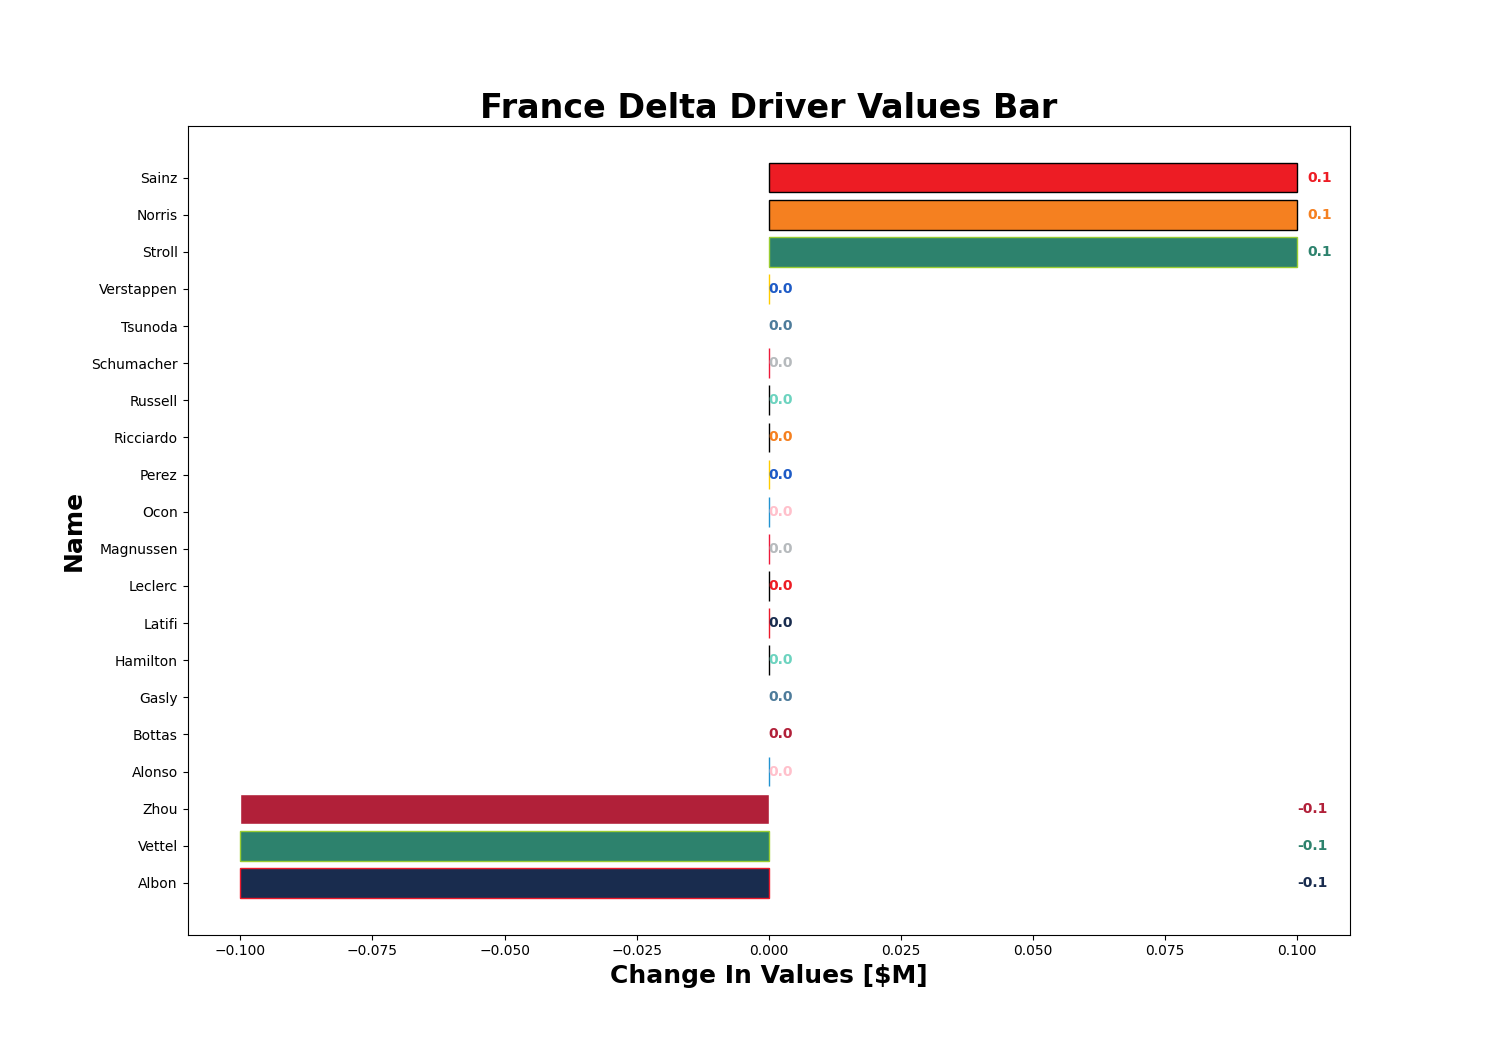 France Delta Driver Values Bar
Sainz 0.1
Norris 0.1
Stroll 0.1
Verstappen 0.0
Tsunoda 0.0
Schumacher 0.0
Russell 0.0
Ricciardo 0.0
Perez 0.0
Ocon 0.0
Magnussen 0.0
Leclerc 0.0
Latifi 0.0
Hamilton 0.0
Gasly 0.0
Bottas 0.0
Alonso 0.0
Zhou -0.1
Vettel -0.1
Albon -0.1
Name
−0.100 −0.075 −0.050 −0.025 0.000 0.025 0.050 0.075 0.100
Change In Values [$M]